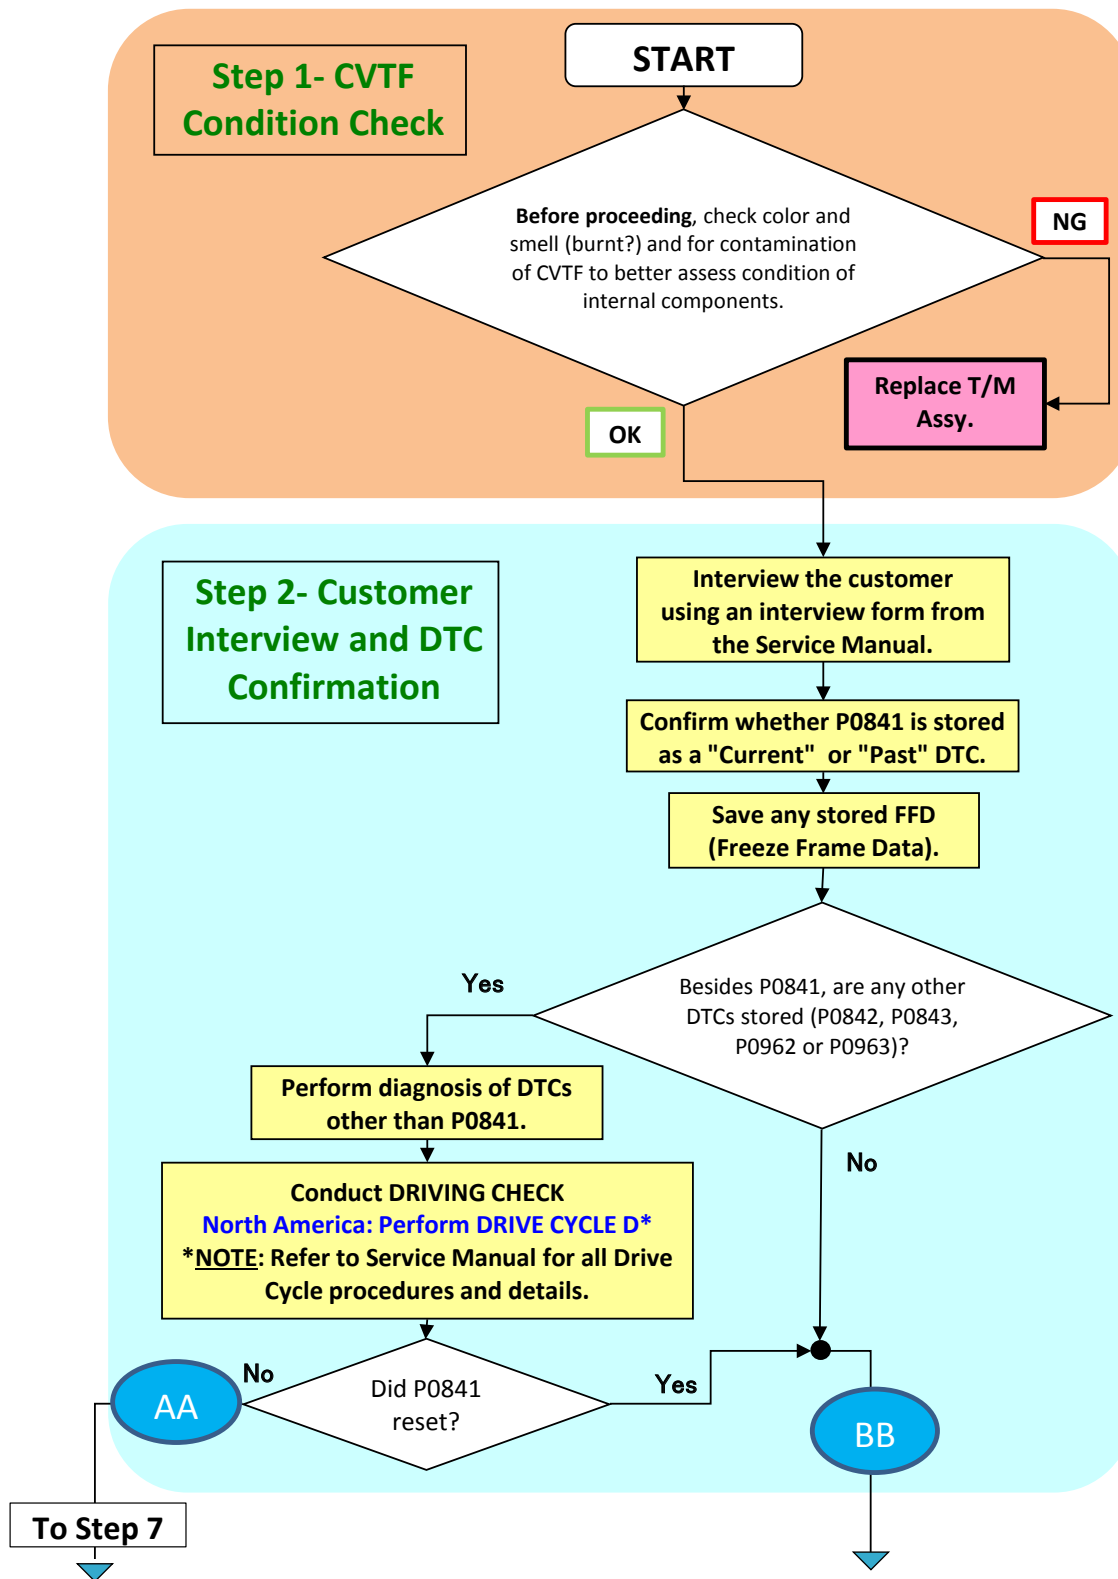 START
Step 1- CVTF
Condition Check
Before proceeding, check color and
smell (burnt?) and for contamination
of CVTF to better assess condition of
internal components.
NG
Replace T/M
Assy.
OK
Step 2- Customer
Interview and DTC
Confirmation
Interview the customer
using an interview form from
the Service Manual.
Confirm whether P0841 is stored
as a "Current"  or "Past" DTC.
Save any stored FFD
(Freeze Frame Data).
Besides P0841, are any other
DTCs stored (P0842, P0843,
P0962 or P0963)?
Yes
Perform diagnosis of DTCs
other than P0841.
No
Conduct DRIVING CHECK
North America: Perform DRIVE CYCLE D*
*NOTE: Refer to Service Manual for all Drive
Cycle procedures and details.
Did P0841
reset?
No
Yes
AA
BB
To Step 7